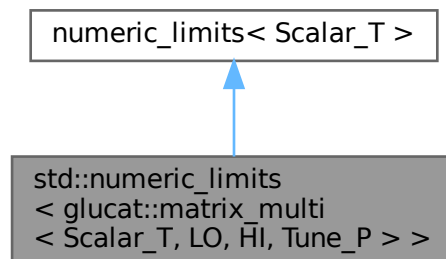 numeric_limits< Scalar_T >
std::numeric_limits
< glucat::matrix_multi
< Scalar_T, LO, HI, Tune_P > >